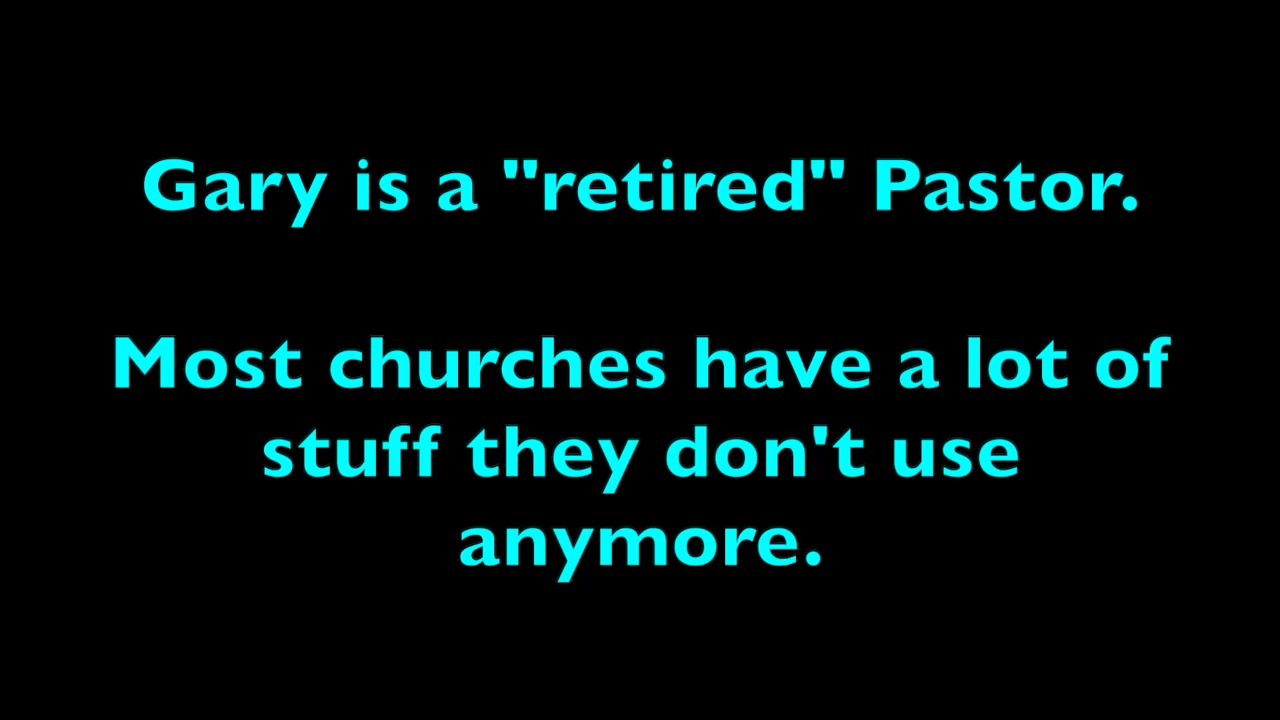 Gary is a "retired" Pastor.
Most churches have a lot of
stuff they don't use
anymore.